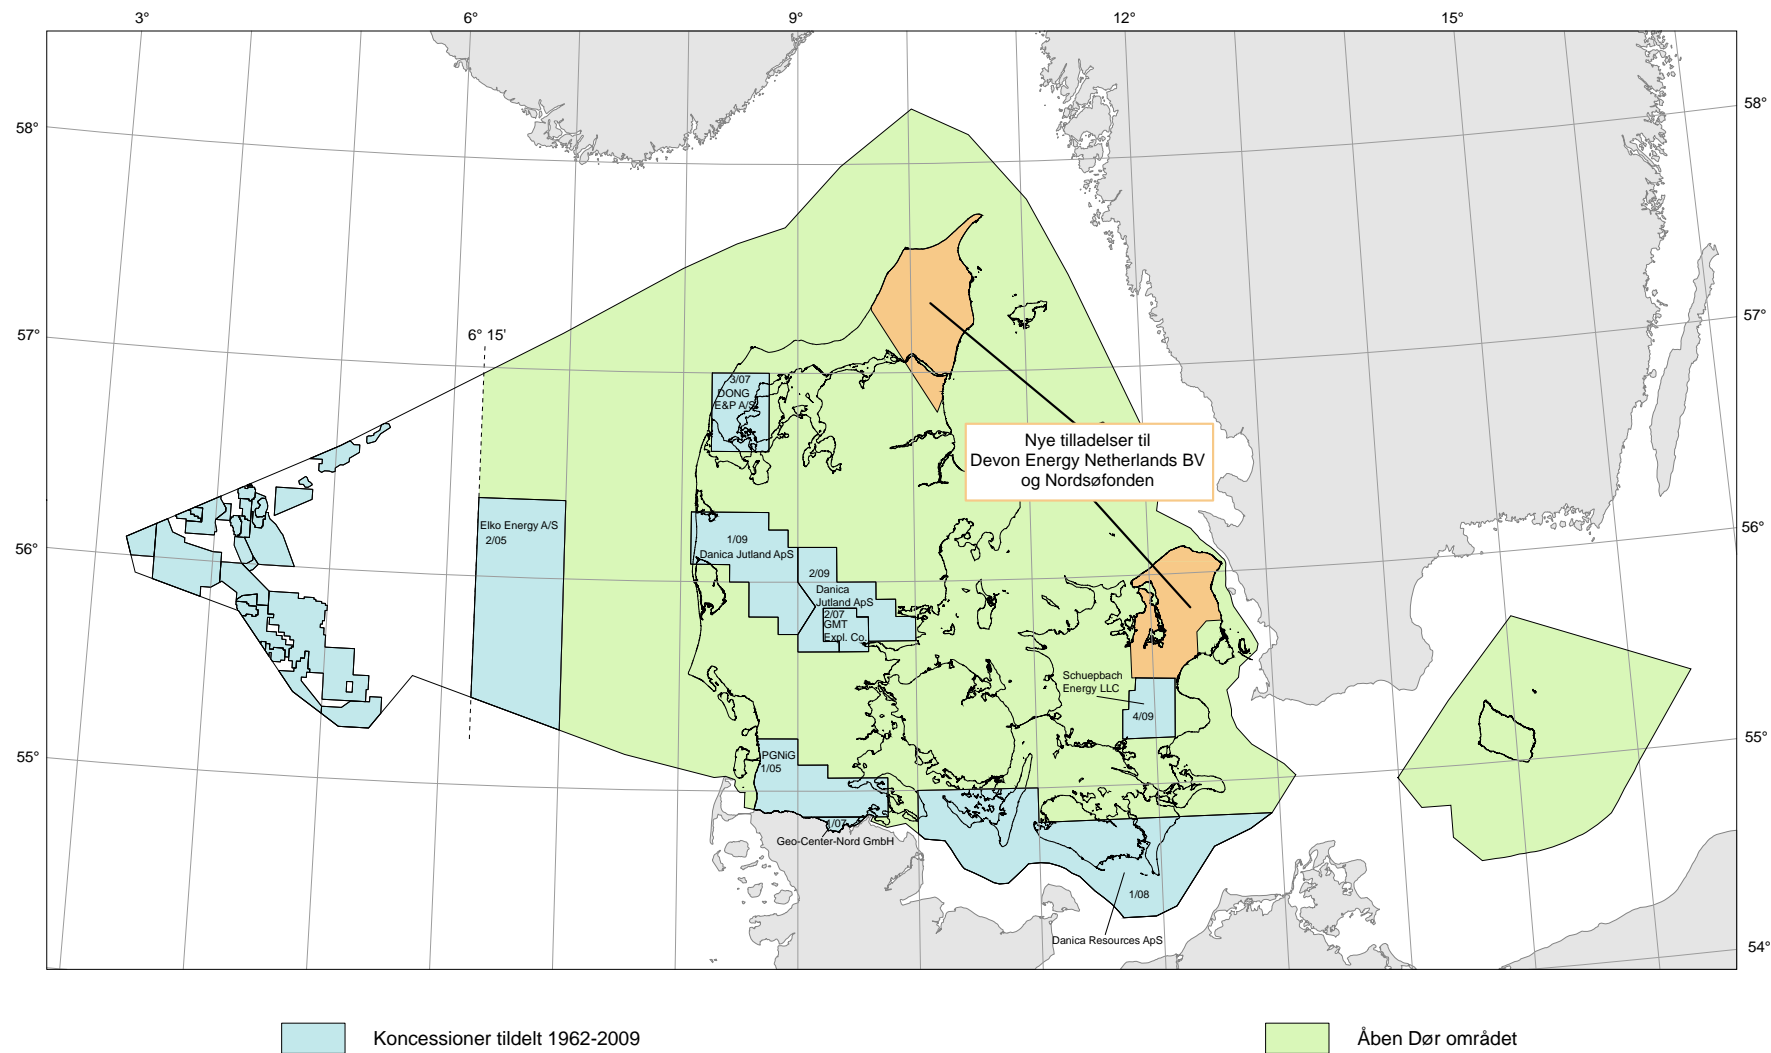 3°
6°
9°
12°
15°
58°
58°
57°
57°
6° 15'
3/07
DONG
E&P A/S
Nye tilladelser til
Devon Energy Netherlands BV
og Nordsøfonden
56°
56°
Elko Energy A/S
2/05
1/09
Danica Jutland ApS
2/09
Danica
Jutland ApS
2/07
GMT
Expl. Co.
Schuepbach
Energy LLC
4/09
55°
55°
PGNiG
1/05
1/07
Geo-Center-Nord GmbH
1/08
Danica Resources ApS
54°
Koncessioner tildelt 1962-2009
Åben Dør området